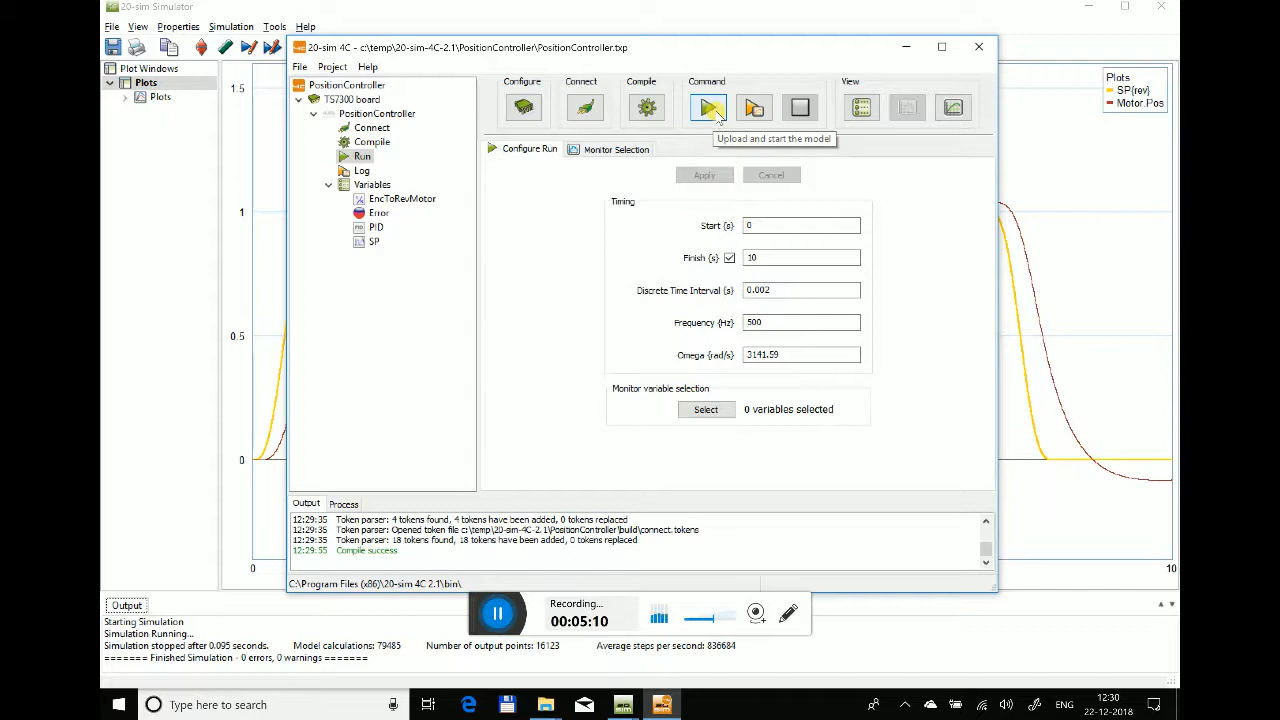 20-sim Simulator
File View Properties Simulation Tools Help
Plot Windows
Plots
Plots
1.5
1
0.5
0
0
10
Plots
SP{rev}
Motor.Pos
20-sim 4C - c:\temp\20-sim-4C-2.1\PositionController\PositionController.txp
File Project Help
PositionController
TS7300 board
PositionController
Connect
Compile
Run
Log
Variables
EncToRevMotor
Error
PID
SP
Configure Connect Compile Command View
Upload and start the model
Configure Run Monitor Selection
Apply Cancel
Timing
Start {s} 0
Finish {s} 10
Discrete Time Interval {s} 0.002
Frequency {Hz} 500
Omega {rad/s} 3141.59
Monitor variable selection
Select 0 variables selected
Output Process
12:29:35 Token parser: 4 tokens found, 4 tokens have been added, 0 tokens replaced
12:29:35 Token parser: Opened token file c:\temp\20-sim-4C-2.1\PositionController\build\connect.tokens
12:29:35 Token parser: 18 tokens found, 18 tokens have been added, 0 tokens replaced
12:29:55 Compile success
C:\Program Files (x86)\20-sim 4C 2.1\bin\
Recording...
00:05:10
Output
Starting Simulation
Simulation Running...
Simulation stopped after 0.095 seconds. Model calculations: 79485 Number of output points: 16123 Average steps per second: 836684
======= Finished Simulation - 0 errors, 0 warnings =======
Type here to search
ENG
12:30
22-12-2018